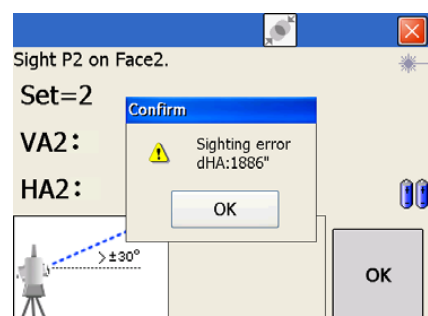 Sight P2 on Face2.
Set=2
VA2:
HA2:
Confirm
Sighting error
dHA:1886"
OK
>±30°
OK